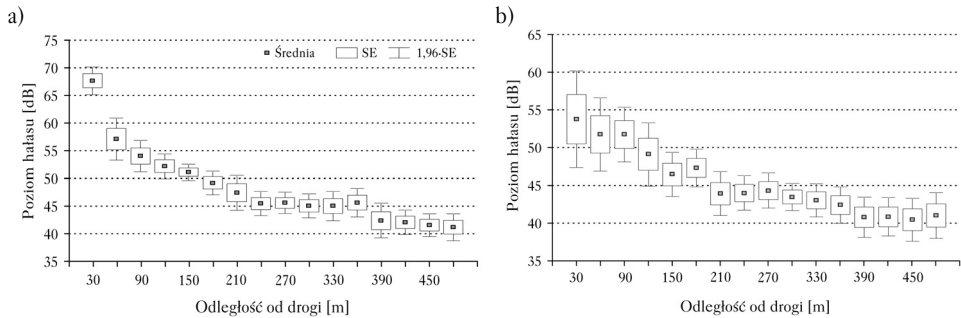 a)
75
70
65
60
55
50
45
40
35
Poziom hałasu [dB]
Średnia SE 1,96·SE
30 90 150 210 270 330 390 450
Odległość od drogi [m]
b)
65
60
55
50
45
40
35
Poziom hałasu [dB]
30 90 150 210 270 330 390 450
Odległość od drogi [m]